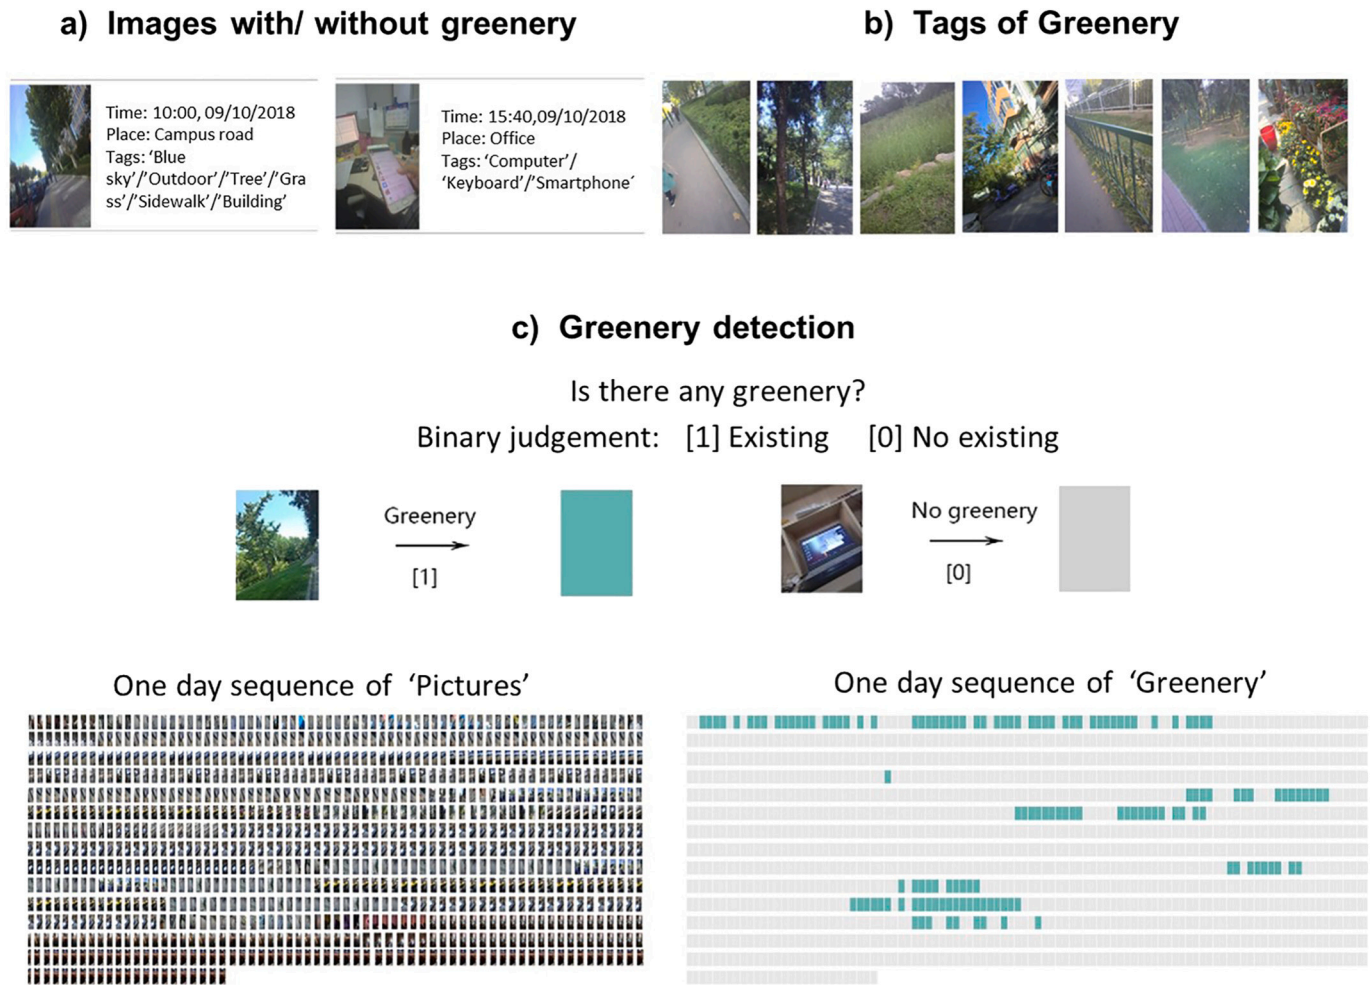 a) Images with/ without greenery
b) Tags of Greenery
Time: 10:00, 09/10/2018
Place: Campus road
Tags: ‘Blue
sky’/’Outdoor’/’Tree’/’Gra
ss’/’Sidewalk’/’Building’
Time: 15:40,09/10/2018
Place: Office
Tags: ‘Computer’/
‘Keyboard’/’Smartphone´
c) Greenery detection
Is there any greenery?
Binary judgement: [1] Existing [0] No existing
Greenery
[1]
No greenery
[0]
One day sequence of ‘Pictures’
One day sequence of ‘Greenery’